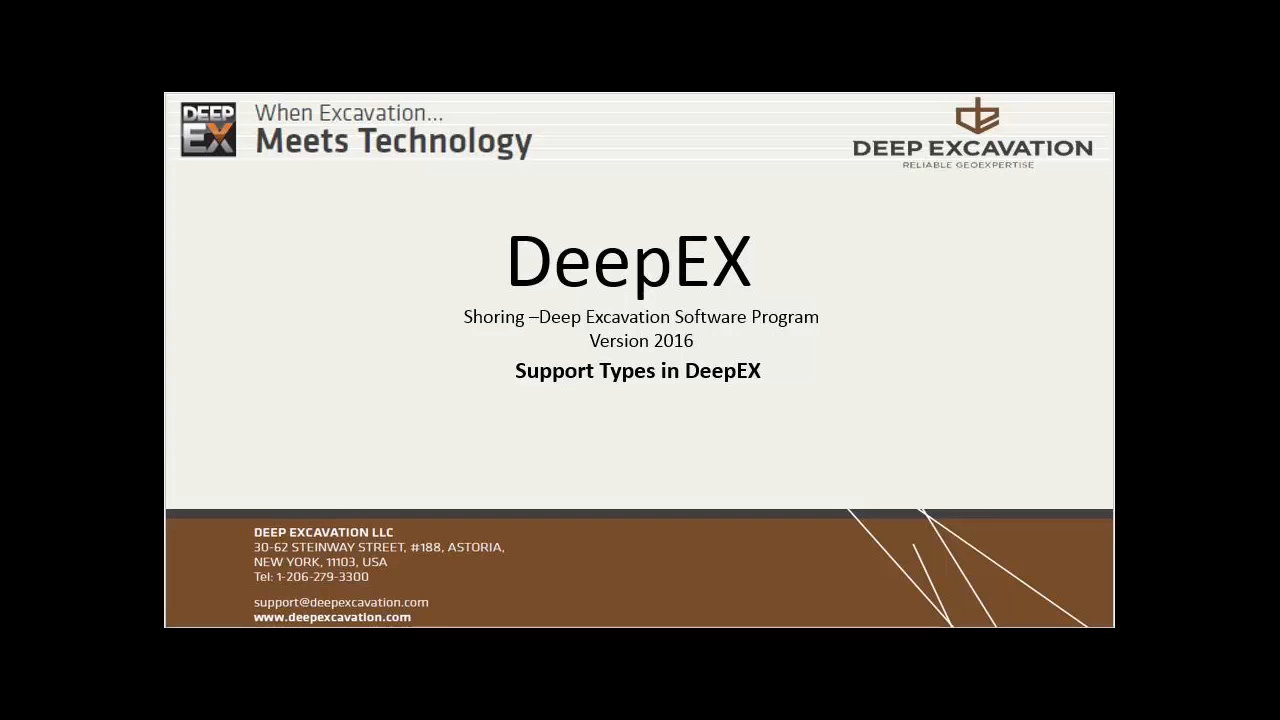 DEEP
EX
When Excavation...
Meets Technology
DEEP EXCAVATION
RELIABLE GEOEXPERTISE
DeepEX
Shoring –Deep Excavation Software Program
Version 2016
Support Types in DeepEX
DEEP EXCAVATION LLC
30-62 STEINWAY STREET, #188, ASTORIA,
NEW YORK, 11103, USA
Tel: 1-206-279-3300
support@deepexcavation.com
www.deepexcavation.com